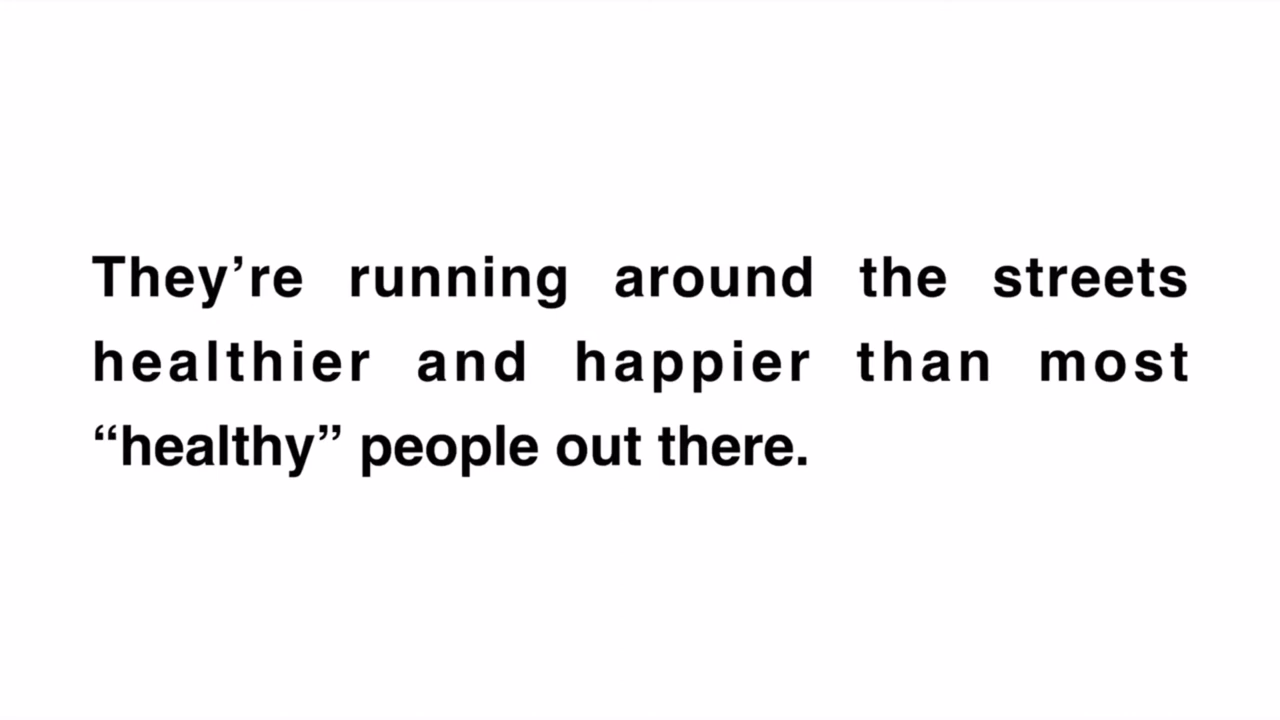 They’re running around the streets
healthier and happier than most
“healthy” people out there.